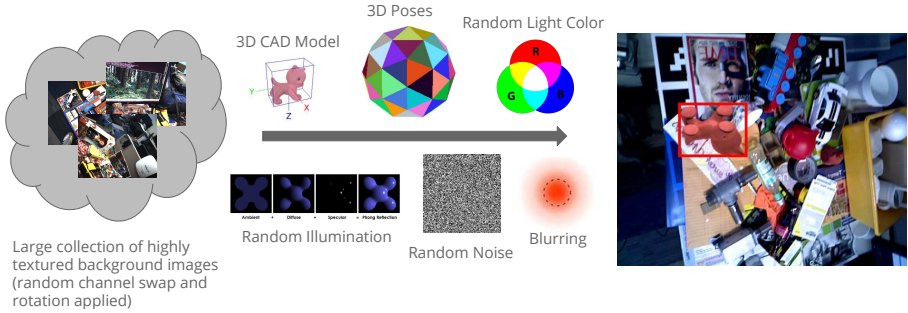 3D CAD Model
3D Poses
Random Light Color
Y
Z
X
R
G
B
TIME
Ambient + Diffuse + Specular = Phong Reflection
Random Illumination
Random Noise
Blurring
Large collection of highly
textured background images
(random channel swap and
rotation applied)